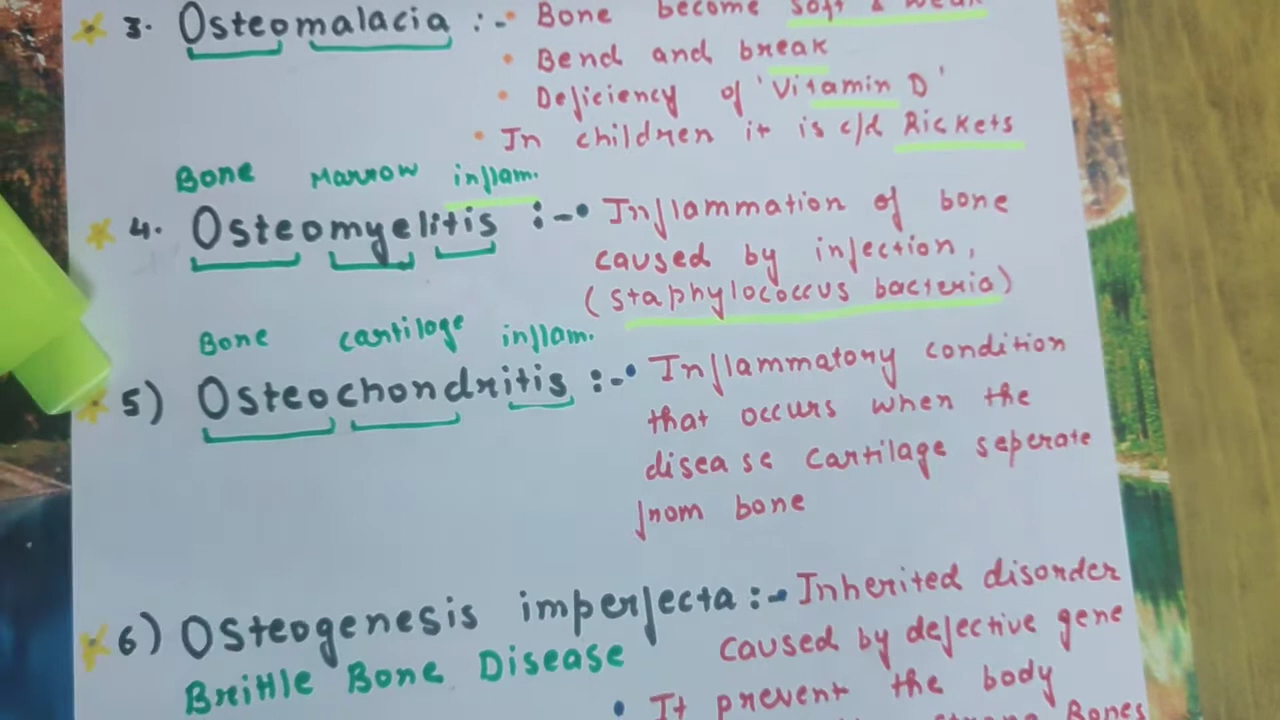 3. Osteomalacia :- • Bone become soft & weak
• Bend and break
• Deficiency of 'Vitamin D'
• In children it is c/d Rickets
Bone Marrow inflam.
4. Osteomyelitis :- • Inflammation of bone
caused by infection,
(staphylococcus bacteria)
Bone cartiloge inflam.
5) Osteochondritis :- • Inflammatory condition
that occurs when the
disease cartilage seperate
from bone
6) Osteogenesis imperfecta :- Inherited disorder
Brittle Bone Disease caused by defective gene
• It prevent the body
Bones